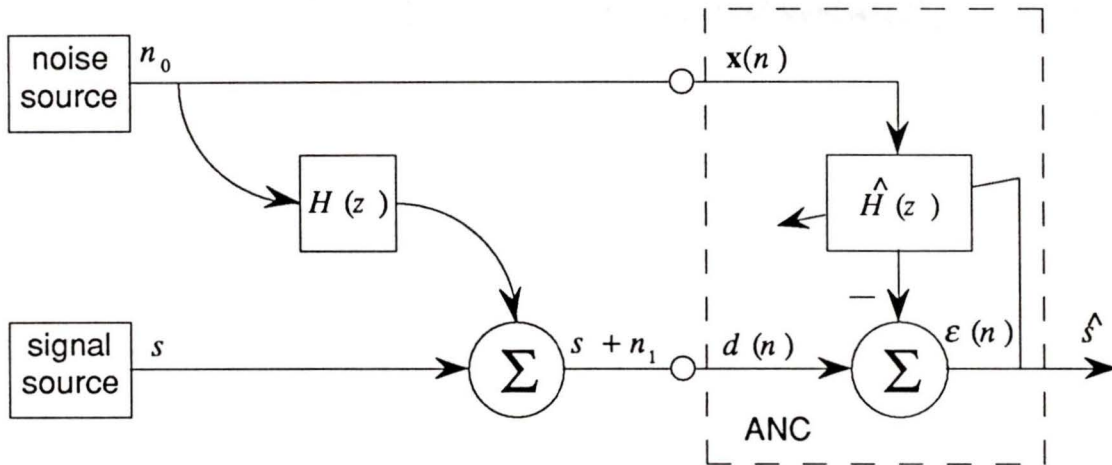 noise
source
n₀
x(n)
H (z )
Ĥ (z )
—
signal
source
s
Σ
s + n₁
d (n)
Σ
ε (n)
ŝ
ANC